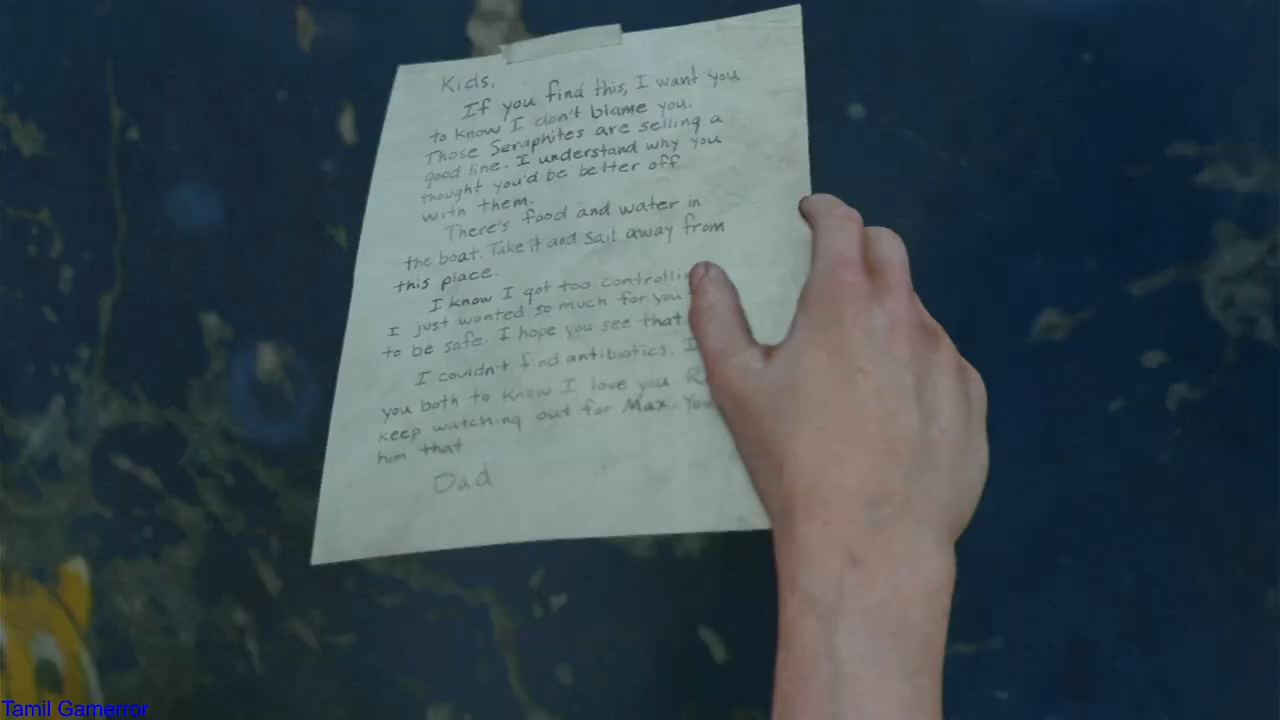 Kids,
If you find this, I want you
to know I don't blame you.
Those Seraphites are selling a
good line. I understand why you
thought you'd be better off
with them.
There's food and water in
the boat. Take it and sail away from
this place.
I know I got too
I just wanted so much for you
to be safe. I hope you see that.
I couldn't find antibiotics. I
you both to know I love you
keep watching out for Max.
him that
Dad
Tamil Gamerror